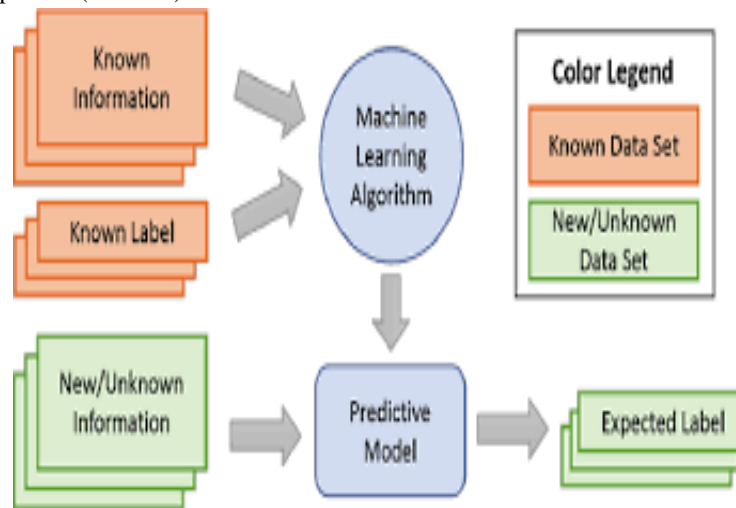 Known
Information
Known Label
Machine
Learning
Algorithm
Color Legend
Known Data Set
New/Unknown
Data Set
New/Unknown
Information
Predictive
Model
Expected Label